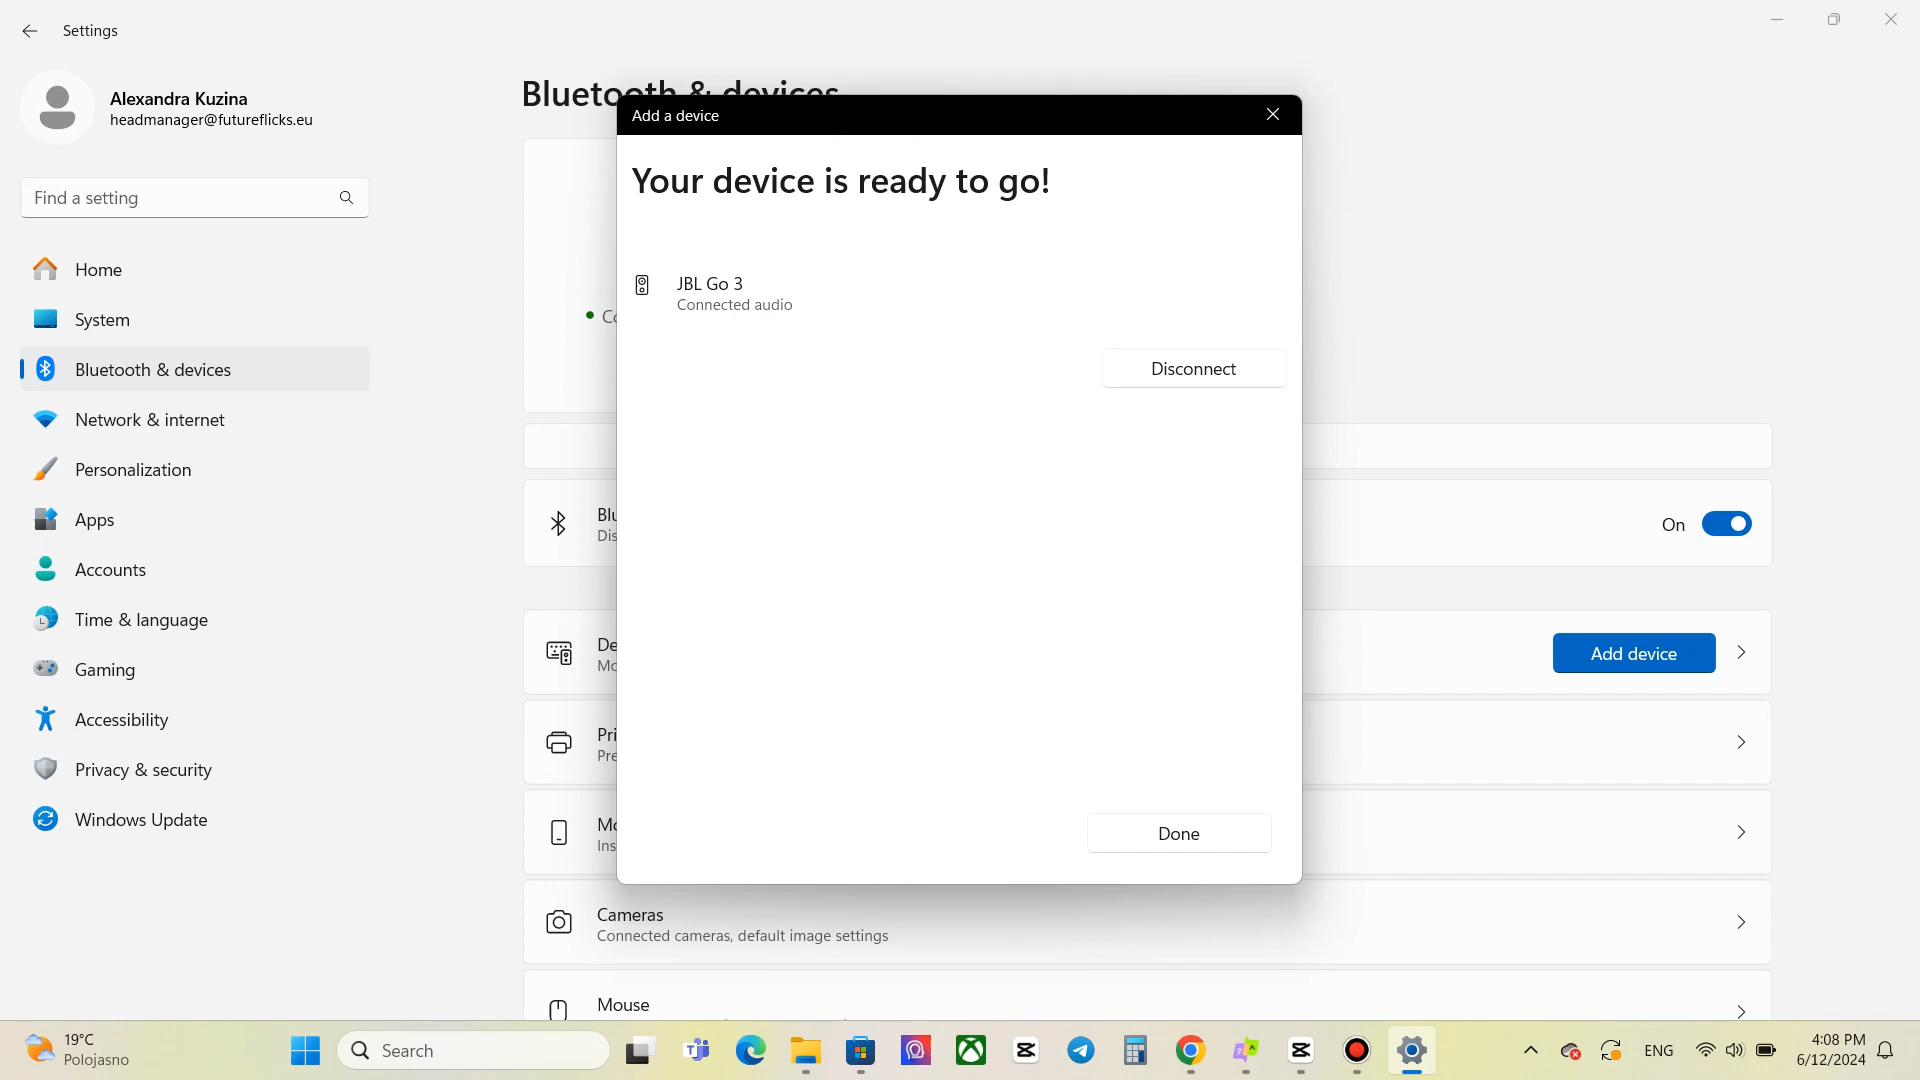 Settings
Alexandra Kuzina
headmanager@futureflicks.eu
Find a setting
Home
System
Bluetooth & devices
Network & internet
Personalization
Apps
Accounts
Time & language
Gaming
Accessibility
Privacy & security
Windows Update
Bluetooth & devices
Add a device
Your device is ready to go!
JBL Go 3
Connected audio
Disconnect
Done
On
Add device
Cameras
Connected cameras, default image settings
Mouse
19°C
Polojasno
Search
ENG
4:08 PM
6/12/2024